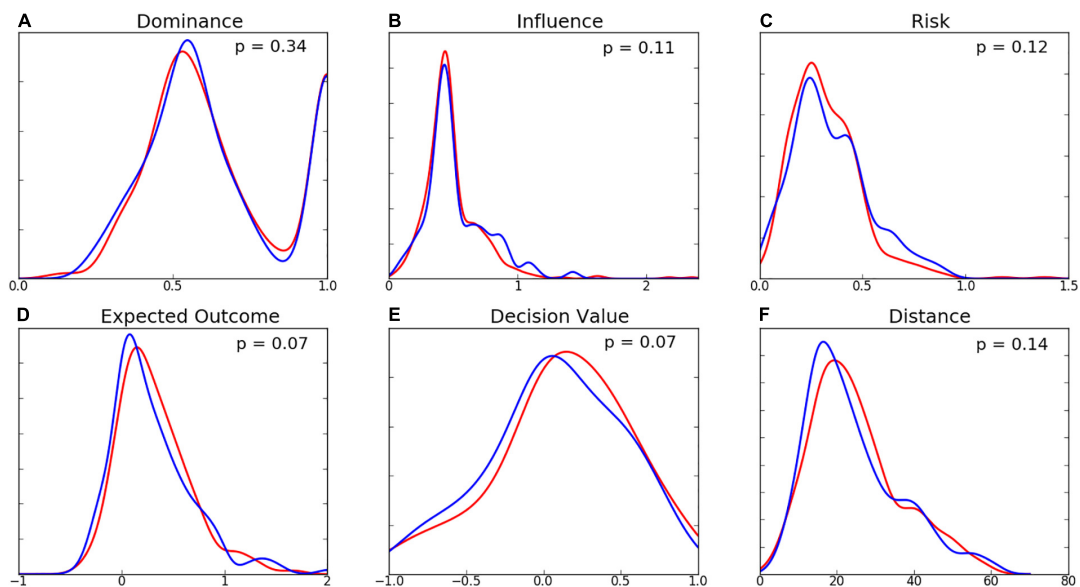 A Dominance
p = 0.34
0.0 0.5 1.0
B Influence
p = 0.11
0 1 2
C Risk
p = 0.12
0.0 0.5 1.0 1.5
D Expected Outcome
p = 0.07
−1 0 1 2
E Decision Value
p = 0.07
−1.0 −0.5 0.0 0.5 1.0
F Distance
p = 0.14
0 20 40 60 80